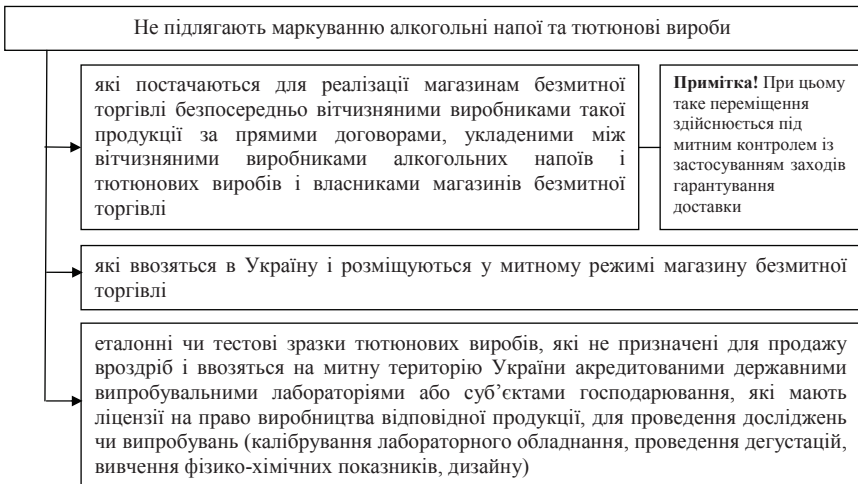 Не підлягають маркуванню алкогольні напої та тютюнові вироби
які постачаються для реалізації магазинам безмитної
торгівлі безпосередньо вітчизняними виробниками такої
продукції за прямими договорами, укладеними між
вітчизняними виробниками алкогольних напоїв і
тютюнових виробів і власниками магазинів безмитної
торгівлі
Примітка! При цьому
таке переміщення
здійснюється під
митним контролем із
застосуванням заходів
гарантування
доставки
які ввозяться в Україну і розміщуються у митному режимі магазину безмитної
торгівлі
еталонні чи тестові зразки тютюнових виробів, які не призначені для продажу
вроздріб і ввозяться на митну територію України акредитованими державними
випробувальними лабораторіями або суб’єктами господарювання, які мають
ліцензії на право виробництва відповідної продукції, для проведення досліджень
чи випробувань (калібрування лабораторного обладнання, проведення дегустацій,
вивчення фізико-хімічних показників, дизайну)